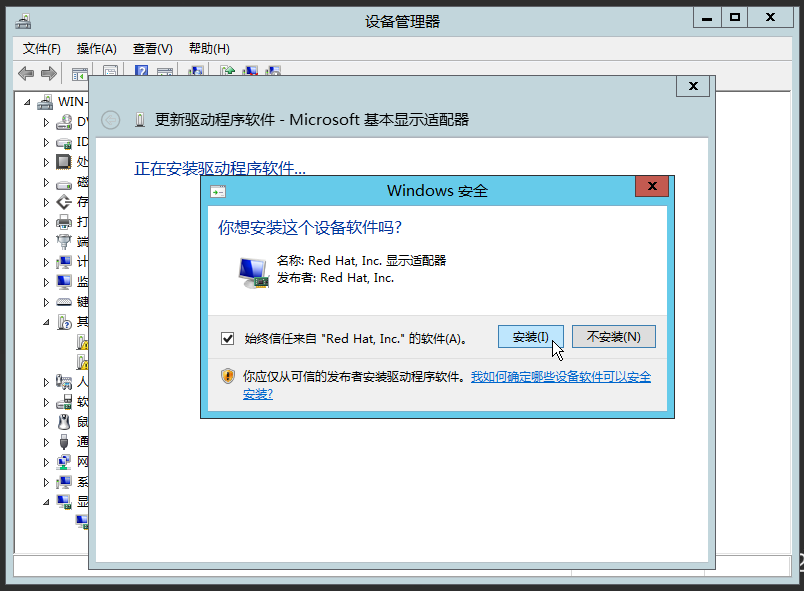 设备管理器
文件(F) 操作(A) 查看(V) 帮助(H)
WIN-
更新驱动程序软件 - Microsoft 基本显示适配器
正在安装驱动程序软件...
Windows 安全
你想安装这个设备软件吗?
名称: Red Hat, Inc. 显示适配器
发布者: Red Hat, Inc.
始终信任来自 "Red Hat, Inc." 的软件(A)。
安装(I)
不安装(N)
你应仅从可信的发布者安装驱动程序软件。我如何确定哪些设备软件可以安全
安装?
ID
处
磁
存
打
端
计
监
键
其
人
软
鼠
通
网
系
显